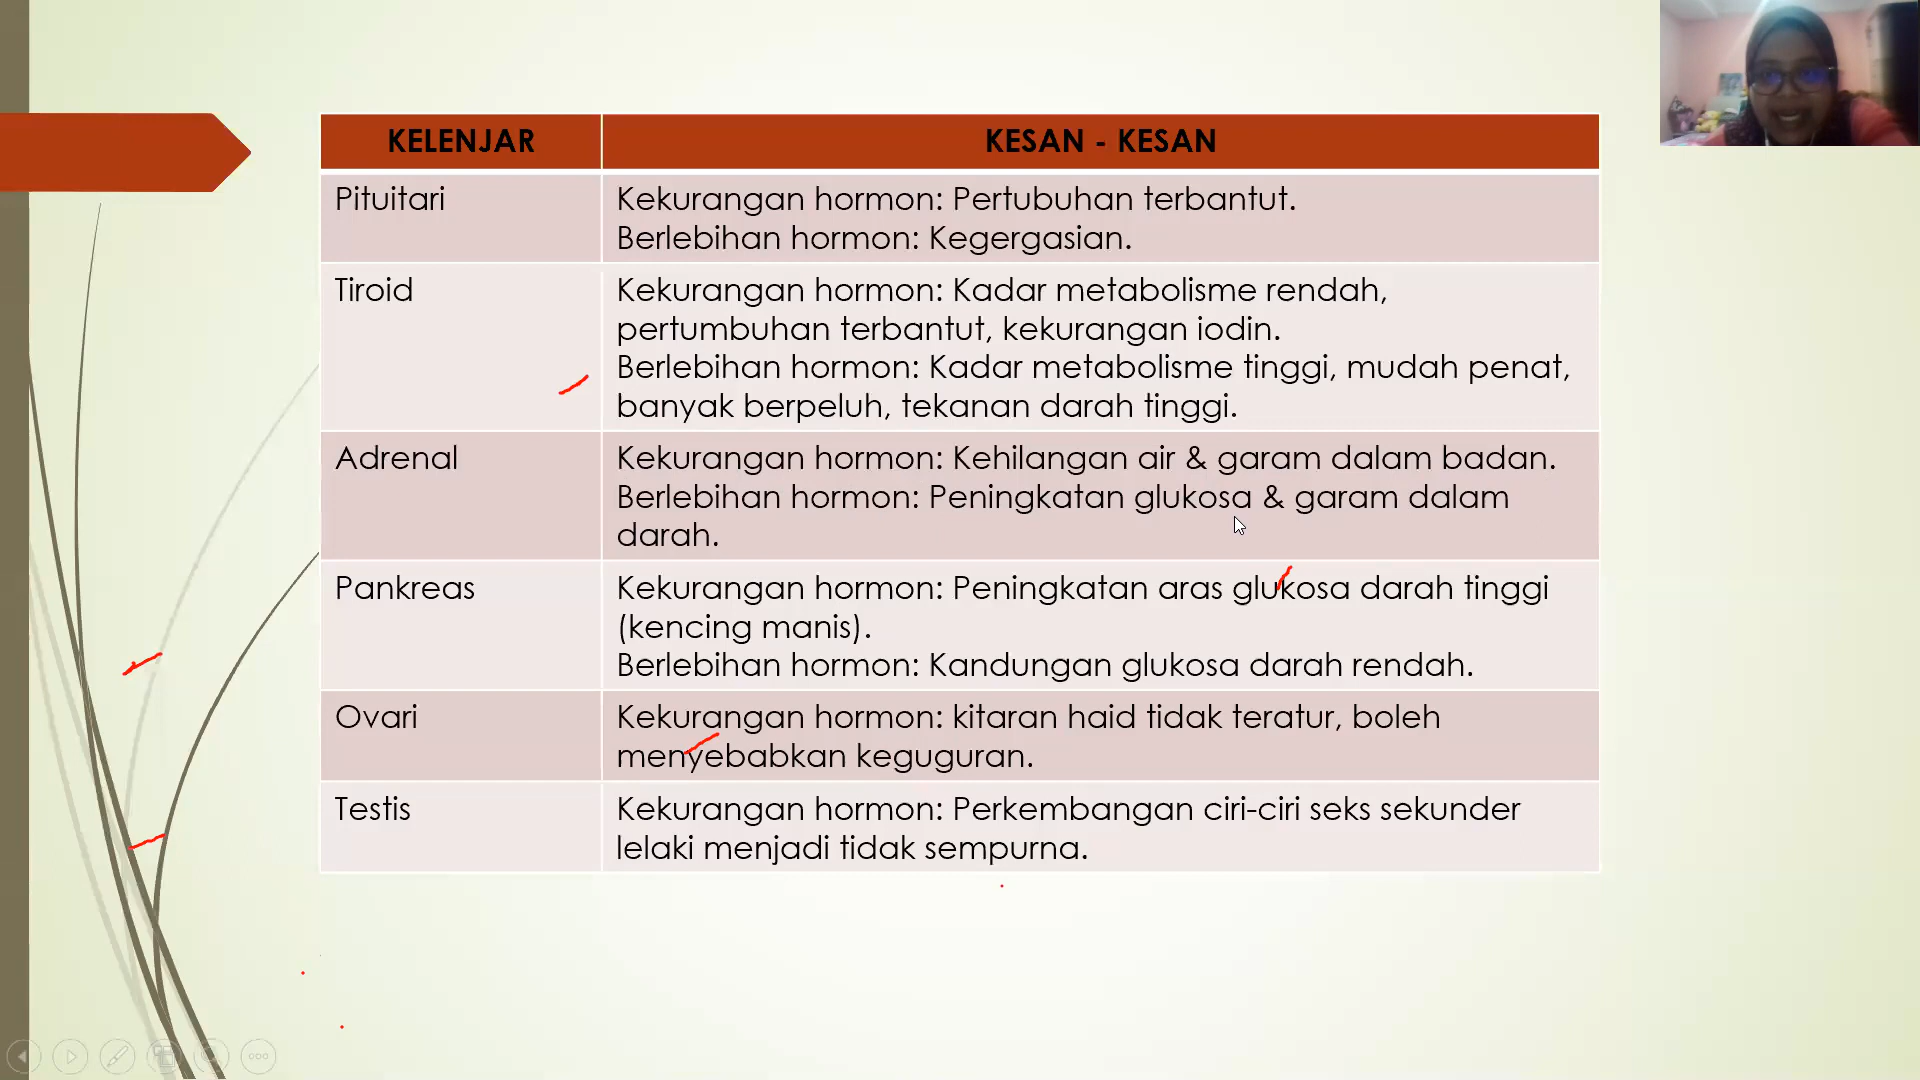 KELENJAR
KESAN - KESAN
Pituitari
Kekurangan hormon: Pertubuhan terbantut.
Berlebihan hormon: Kegergasian.
Tiroid
Kekurangan hormon: Kadar metabolisme rendah,
pertumbuhan terbantut, kekurangan iodin.
Berlebihan hormon: Kadar metabolisme tinggi, mudah penat,
banyak berpeluh, tekanan darah tinggi.
Adrenal
Kekurangan hormon: Kehilangan air & garam dalam badan.
Berlebihan hormon: Peningkatan glukosa & garam dalam
darah.
Pankreas
Kekurangan hormon: Peningkatan aras glukosa darah tinggi
(kencing manis).
Berlebihan hormon: Kandungan glukosa darah rendah.
Ovari
Kekurangan hormon: kitaran haid tidak teratur, boleh
menyebabkan keguguran.
Testis
Kekurangan hormon: Perkembangan ciri-ciri seks sekunder
lelaki menjadi tidak sempurna.